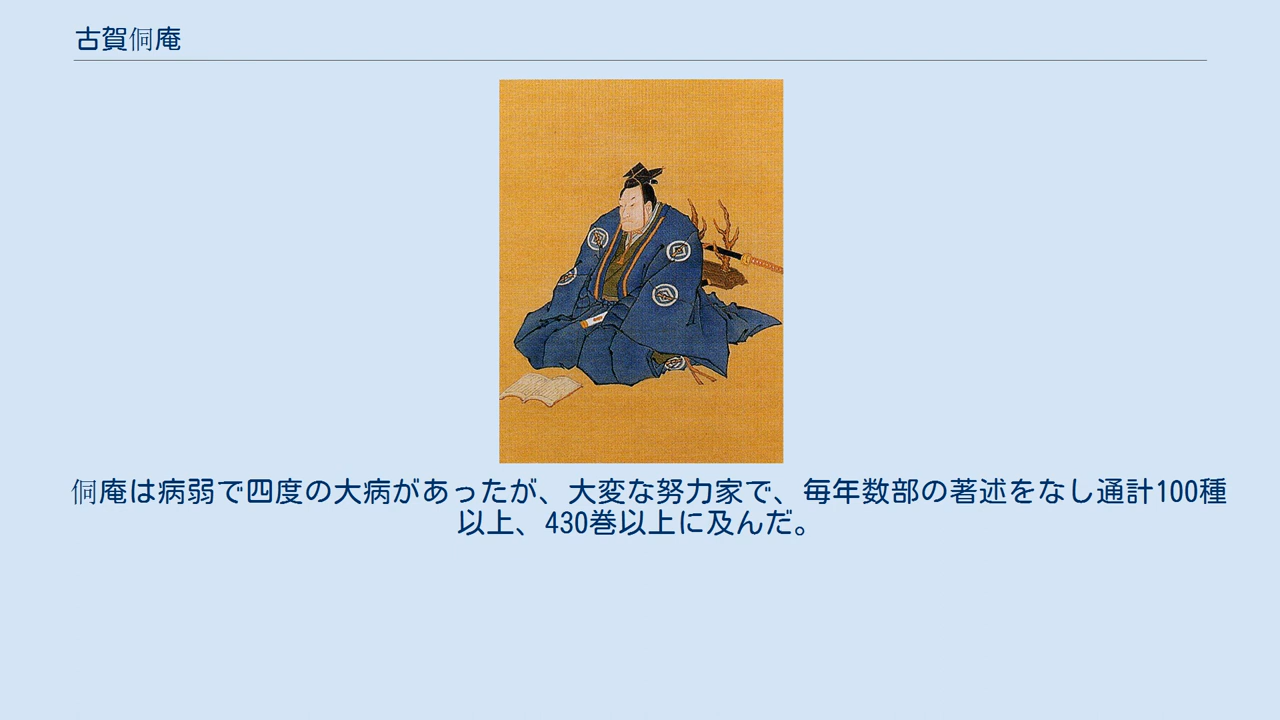 古賀侗庵
侗庵は病弱で四度の大病があったが、大変な努力家で、毎年数部の著述をなし通計100種
以上、430巻以上に及んだ。